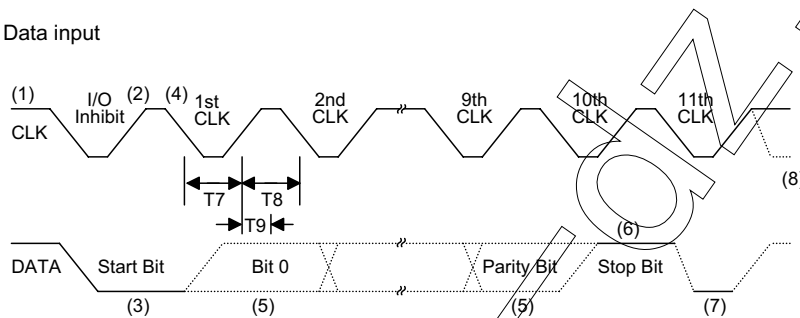 Data input
(1) I/O Inhibit (2) (4) 1st CLK 2nd CLK 9th CLK 10th CLK 11th CLK
CLK
(8)
T7 T8
T9
(6)
DATA Start Bit Bit 0 Parity Bit Stop Bit
(3) (5) (5) (7)